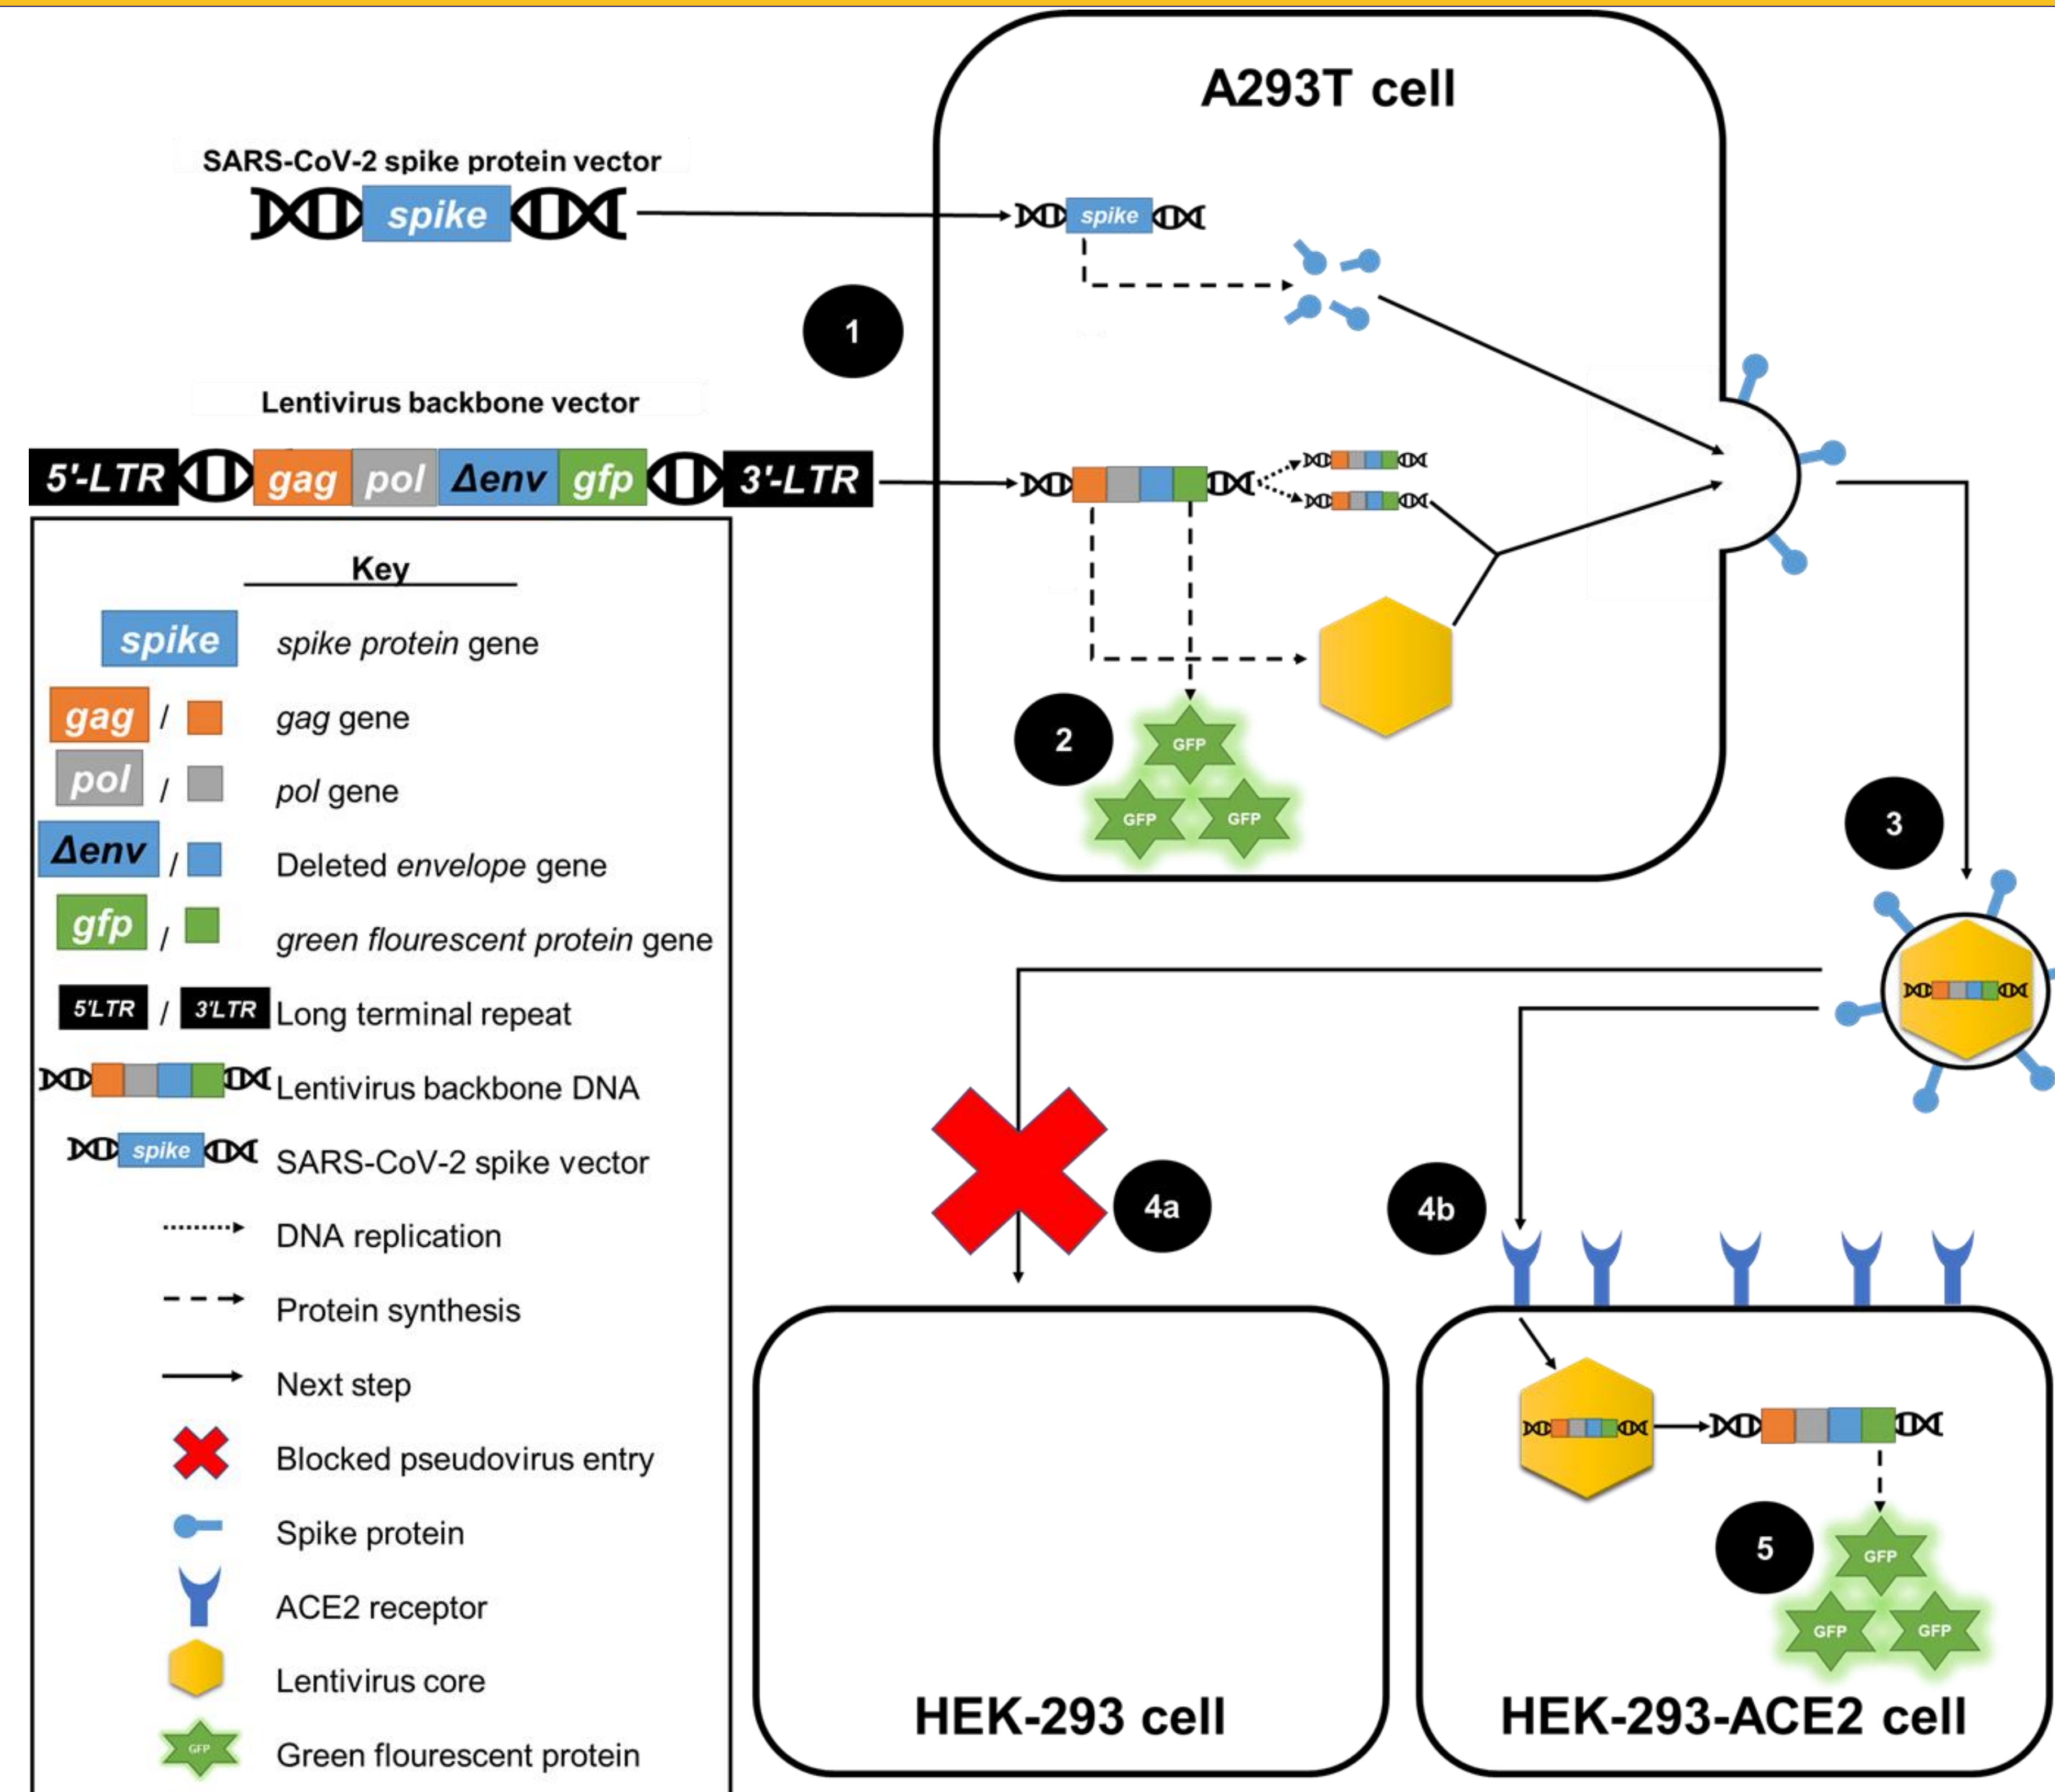 A293T cell
SARS-CoV-2 spike protein vector
spike
spike
1
Lentivirus backbone vector
5'-LTR gag pol Δenv gfp 3'-LTR
Key
spike spike protein gene
gag / gag gene
pol / pol gene
Δenv / Deleted envelope gene
gfp / green flourescent protein gene
5'LTR / 3'LTR Long terminal repeat
Lentivirus backbone DNA
spike SARS-CoV-2 spike vector
DNA replication
Protein synthesis
Next step
Blocked pseudovirus entry
Spike protein
ACE2 receptor
Lentivirus core
GFP Green flourescent protein
2
GFP
GFP GFP
3
4a
4b
5
GFP
GFP GFP
HEK-293 cell
HEK-293-ACE2 cell